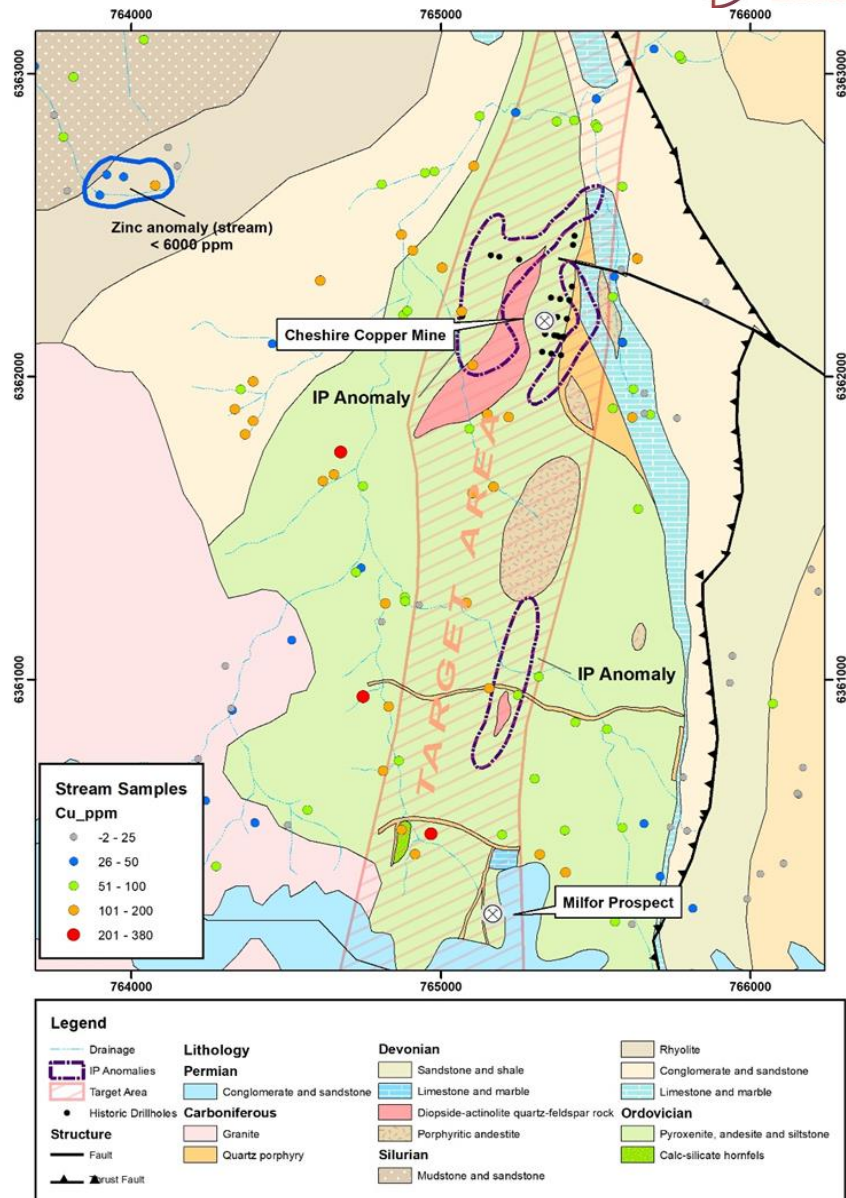 764000
765000
766000
6363000
6363000
Zinc anomaly (stream)
< 6000 ppm
Cheshire Copper Mine
IP Anomaly
6362000
6362000
TARGET AREA
6361000
6361000
IP Anomaly
Stream Samples
Cu_ppm
-2 - 25
26 - 50
51 - 100
101 - 200
201 - 380
Milfor Prospect
764000
765000
766000
Legend
Drainage
IP Anomalies
Target Area
Historic Drillholes
Structure
Fault
Thrust Fault
Lithology
Permian
Conglomerate and sandstone
Carboniferous
Granite
Quartz porphyry
Devonian
Sandstone and shale
Limestone and marble
Diopside-actinolite quartz-feldspar rock
Porphyritic andestite
Silurian
Mudstone and sandstone
Rhyolite
Conglomerate and sandstone
Limestone and marble
Ordovician
Pyroxenite, andesite and siltstone
Calc-silicate hornfels